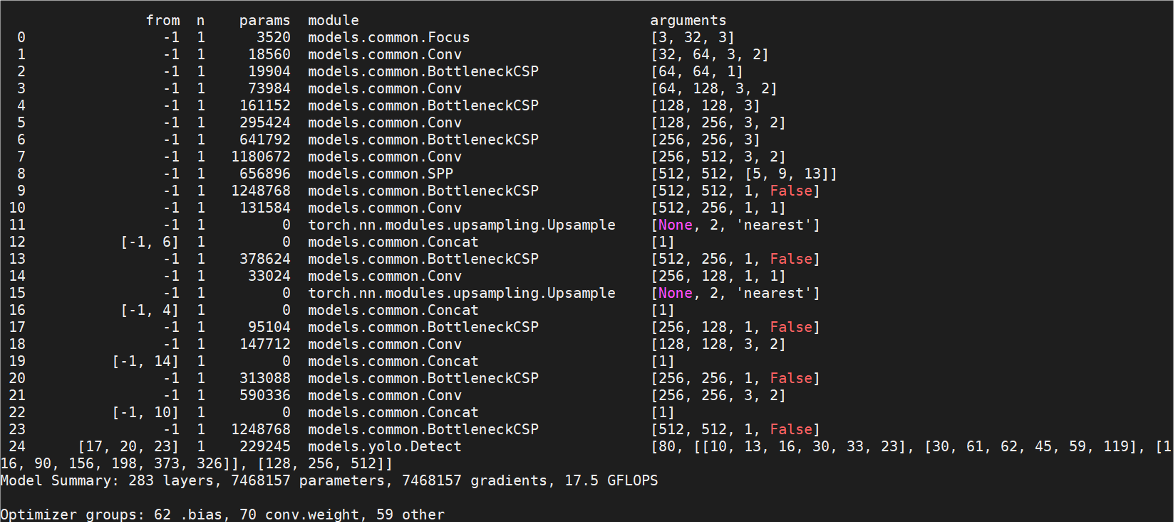 from n params module arguments
0 -1 1 3520 models.common.Focus [3, 32, 3]
1 -1 1 18560 models.common.Conv [32, 64, 3, 2]
2 -1 1 19904 models.common.BottleneckCSP [64, 64, 1]
3 -1 1 73984 models.common.Conv [64, 128, 3, 2]
4 -1 1 161152 models.common.BottleneckCSP [128, 128, 3]
5 -1 1 295424 models.common.Conv [128, 256, 3, 2]
6 -1 1 641792 models.common.BottleneckCSP [256, 256, 3]
7 -1 1 1180672 models.common.Conv [256, 512, 3, 2]
8 -1 1 656896 models.common.SPP [512, 512, [5, 9, 13]]
9 -1 1 1248768 models.common.BottleneckCSP [512, 512, 1, False]
10 -1 1 131584 models.common.Conv [512, 256, 1, 1]
11 -1 1 0 torch.nn.modules.upsampling.Upsample [None, 2, 'nearest']
12 [-1, 6] 1 0 models.common.Concat [1]
13 -1 1 378624 models.common.BottleneckCSP [512, 256, 1, False]
14 -1 1 33024 models.common.Conv [256, 128, 1, 1]
15 -1 1 0 torch.nn.modules.upsampling.Upsample [None, 2, 'nearest']
16 [-1, 4] 1 0 models.common.Concat [1]
17 -1 1 95104 models.common.BottleneckCSP [256, 128, 1, False]
18 -1 1 147712 models.common.Conv [128, 128, 3, 2]
19 [-1, 14] 1 0 models.common.Concat [1]
20 -1 1 313088 models.common.BottleneckCSP [256, 256, 1, False]
21 -1 1 590336 models.common.Conv [256, 256, 3, 2]
22 [-1, 10] 1 0 models.common.Concat [1]
23 -1 1 1248768 models.common.BottleneckCSP [512, 512, 1, False]
24 [17, 20, 23] 1 229245 models.yolo.Detect [80, [[10, 13, 16, 30, 33, 23], [30, 61, 62, 45, 59, 119], [1
16, 90, 156, 198, 373, 326]], [128, 256, 512]]
Model Summary: 283 layers, 7468157 parameters, 7468157 gradients, 17.5 GFLOPS
Optimizer groups: 62 .bias, 70 conv.weight, 59 other